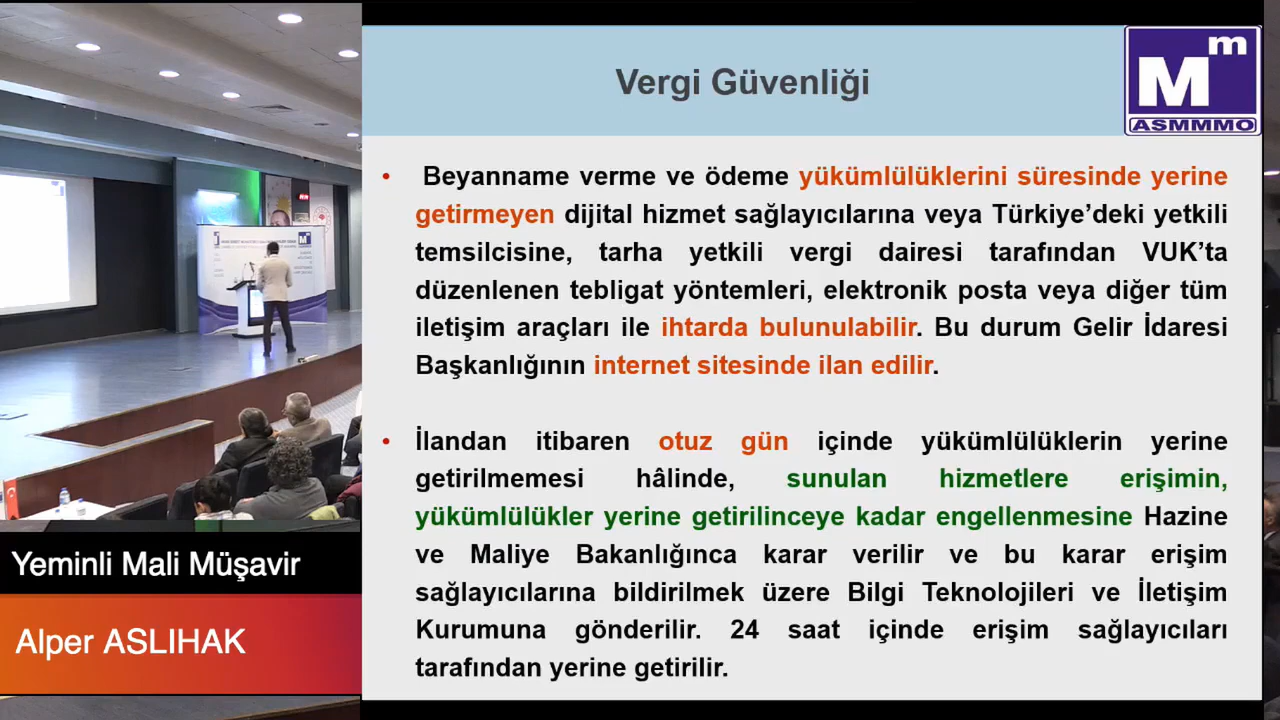 Vergi Güvenliği
m
M
ASMMMO
• Beyanname verme ve ödeme yükümlülüklerini süresinde yerine
getirmeyen dijital hizmet sağlayıcılarına veya Türkiye’deki yetkili
temsilcisine, tarha yetkili vergi dairesi tarafından VUK’ta
düzenlenen tebligat yöntemleri, elektronik posta veya diğer tüm
iletişim araçları ile ihtarda bulunulabilir. Bu durum Gelir İdaresi
Başkanlığının internet sitesinde ilan edilir.
• İlandan itibaren otuz gün içinde yükümlülüklerin yerine
getirilmemesi hâlinde, sunulan hizmetlere erişimin,
yükümlülükler yerine getirilinceye kadar engellenmesine Hazine
ve Maliye Bakanlığınca karar verilir ve bu karar erişim
sağlayıcılarına bildirilmek üzere Bilgi Teknolojileri ve İletişim
Kurumuna gönderilir. 24 saat içinde erişim sağlayıcıları
tarafından yerine getirilir.
Yeminli Mali Müşavir
Alper ASLIHAK